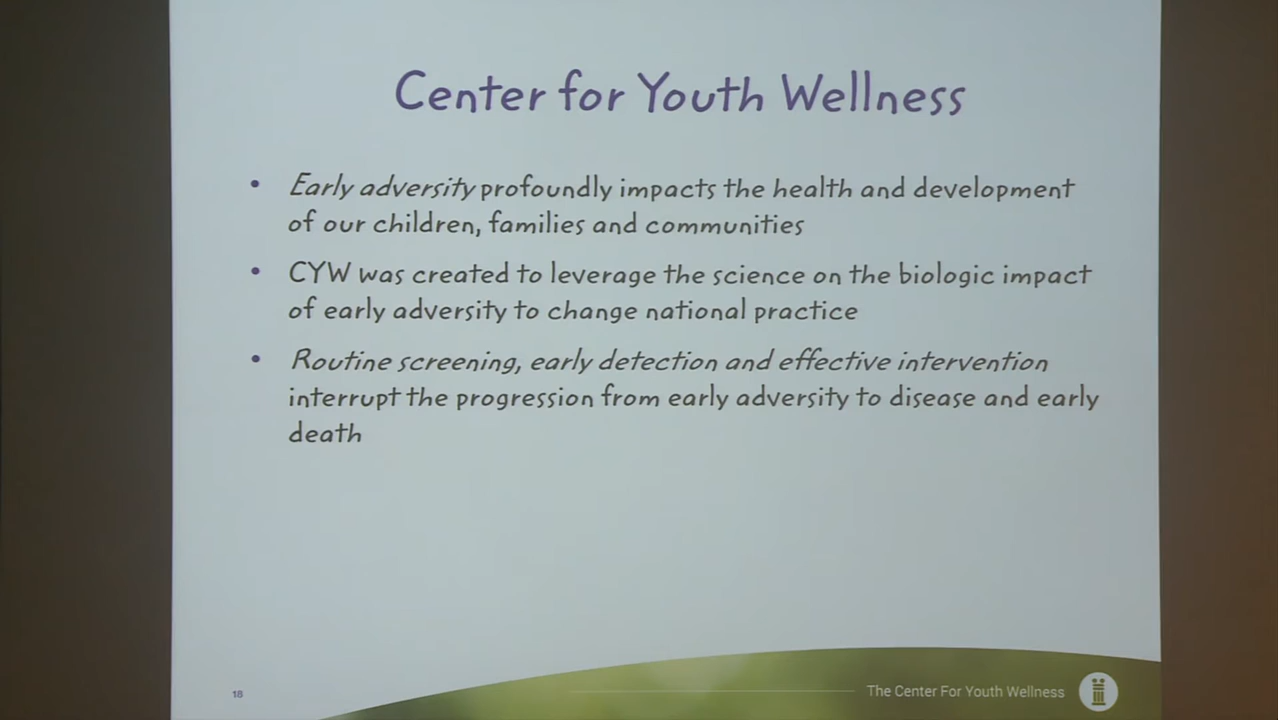 Center for Youth Wellness
• Early adversity profoundly impacts the health and development
of our children, families and communities
• CYW was created to leverage the science on the biologic impact
of early adversity to change national practice
• Routine screening, early detection and effective intervention
interrupt the progression from early adversity to disease and early
death
18
The Center For Youth Wellness